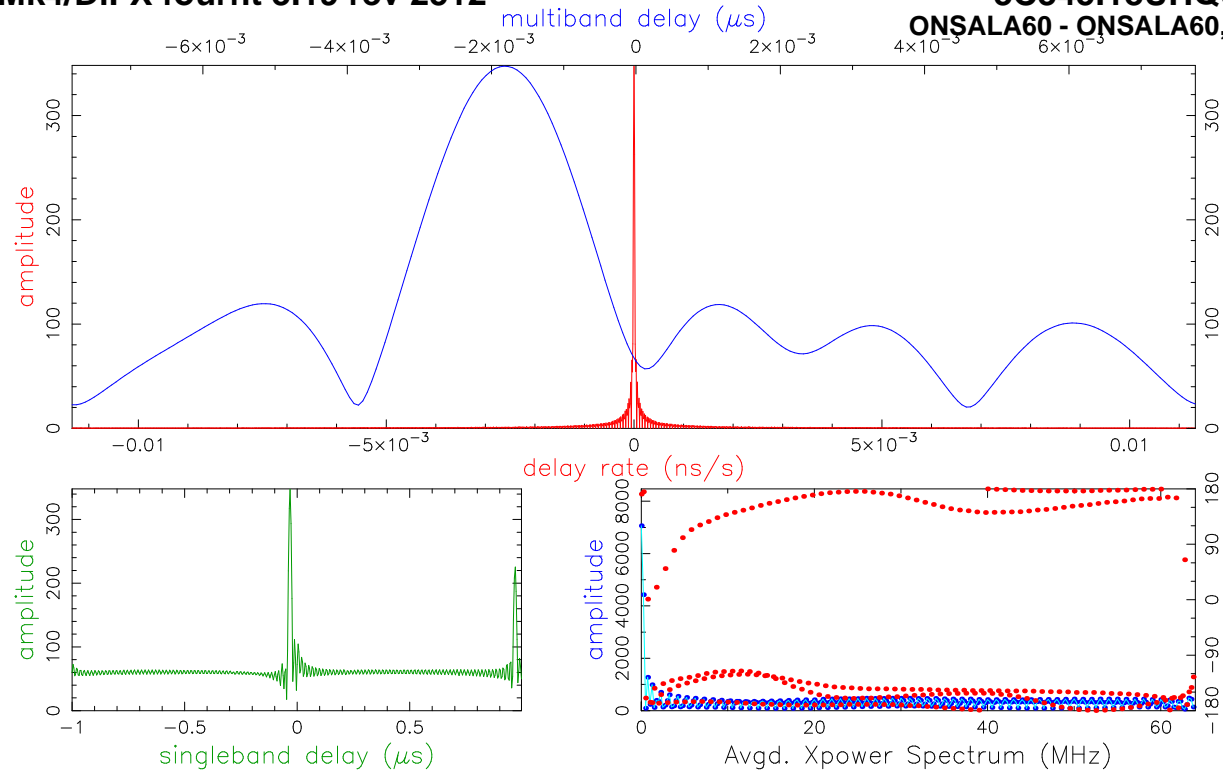 multiband delay (μs)
ONSALA60 - ONSALA60,
−6×10⁻³ −4×10⁻³ −2×10⁻³ 0 2×10⁻³ 4×10⁻³ 6×10⁻³
amplitude
0 100 200 300
0 100 200 300
−0.01 −5×10⁻³ 0 5×10⁻³ 0.01
delay rate (ns/s)
amplitude
0 100 200 300
−1 −0.5 0 0.5
singleband delay (μs)
amplitude
0 2000 4000 6000 8000
−180 −90 0 90 180
0 20 40 60
Avgd. Xpower Spectrum (MHz)